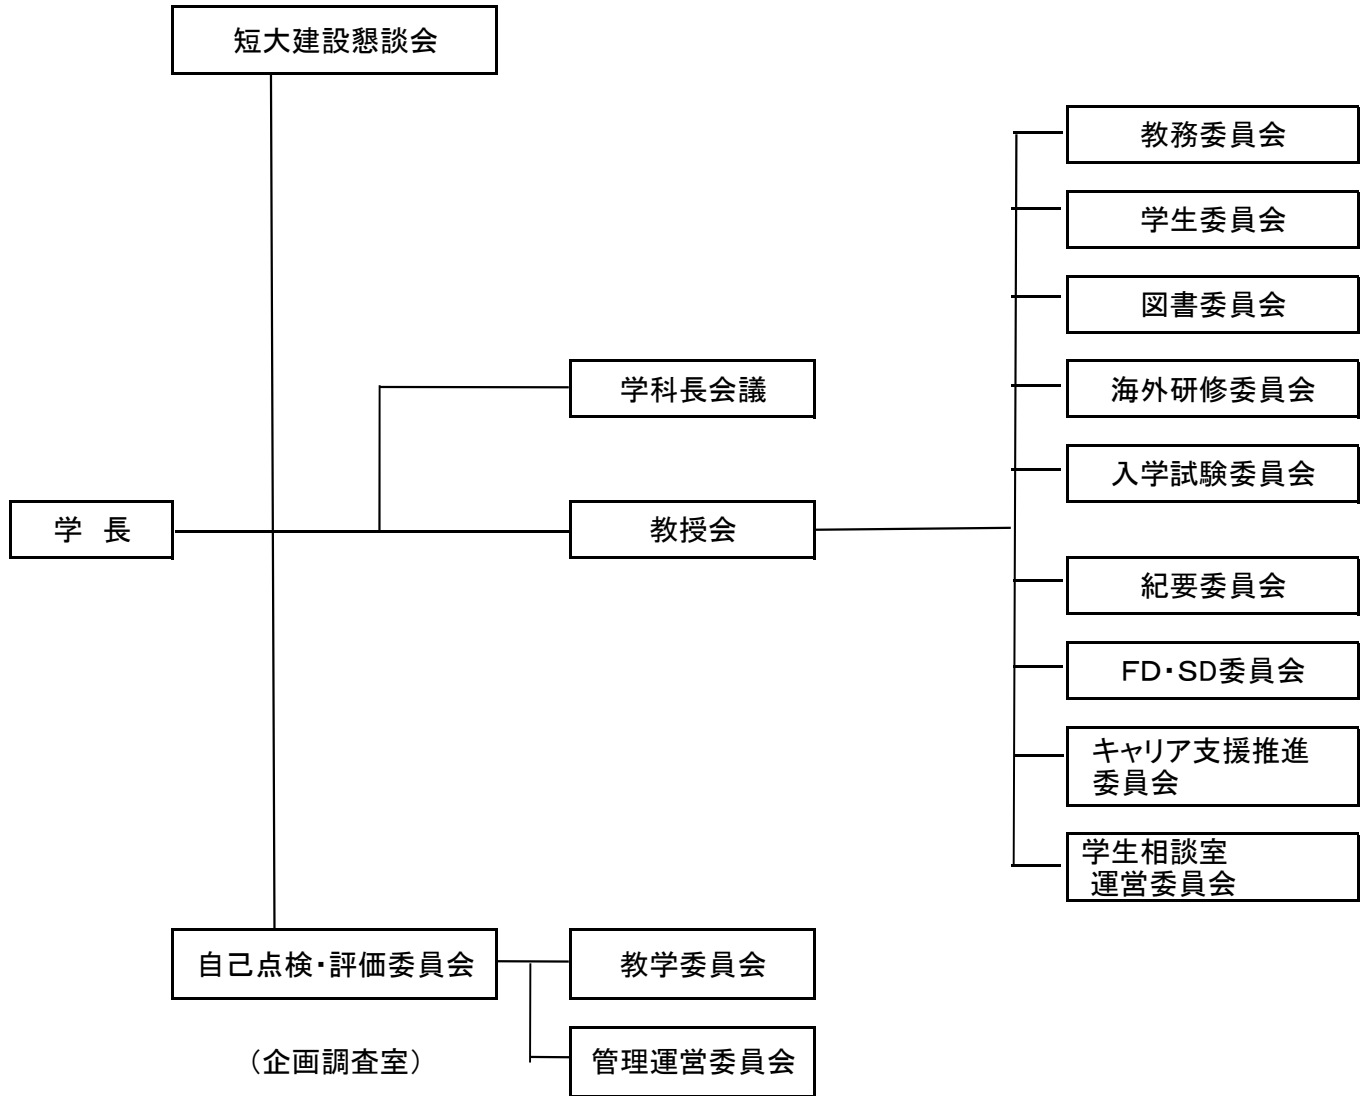 短大建設懇談会
教務委員会
学生委員会
図書委員会
学科長会議
海外研修委員会
入学試験委員会
学 長
教授会
紀要委員会
FD・SD委員会
キャリア支援推進
委員会
学生相談室
運営委員会
自己点検・評価委員会
教学委員会
(企画調査室)
管理運営委員会